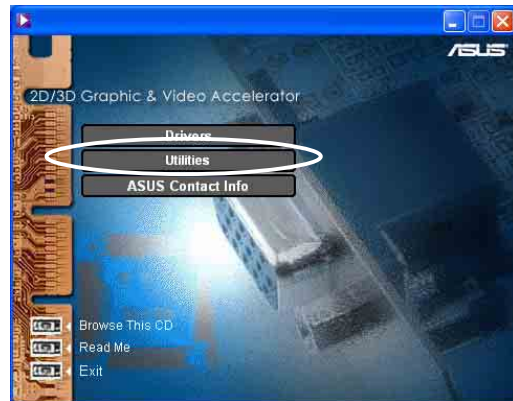 ASUS
2D/3D Graphic & Video Accelerator
Drivers
Utilities
ASUS Contact Info
Browse This CD
Read Me
Exit